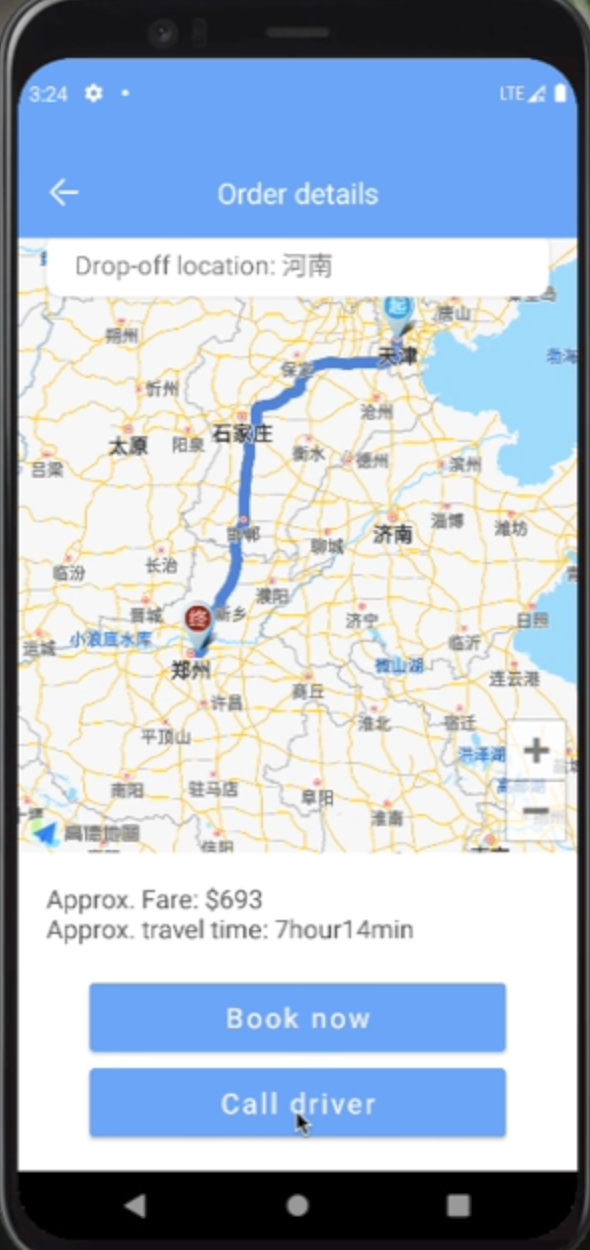 3:24
LTE
Order details
Drop-off location: 河南
起
唐山
朔州
天津
保定
忻州
沧州
石家庄
太原
阳泉
衡水
德州
滨州
吕梁
邯郸
济南
淄博
潍坊
聊城
长治
临汾
濮阳
晋城
新乡
终
济宁
日照
运城
小浪底水库
临沂
郑州
微山湖
连云港
商丘
许昌
淮北
宿迁
平顶山
洪泽湖
+
高邮湖
南阳
驻马店
阜阳
淮南
高德地圖
信阳
Approx. Fare: $693
Approx. travel time: 7hour14min
Book now
Call driver